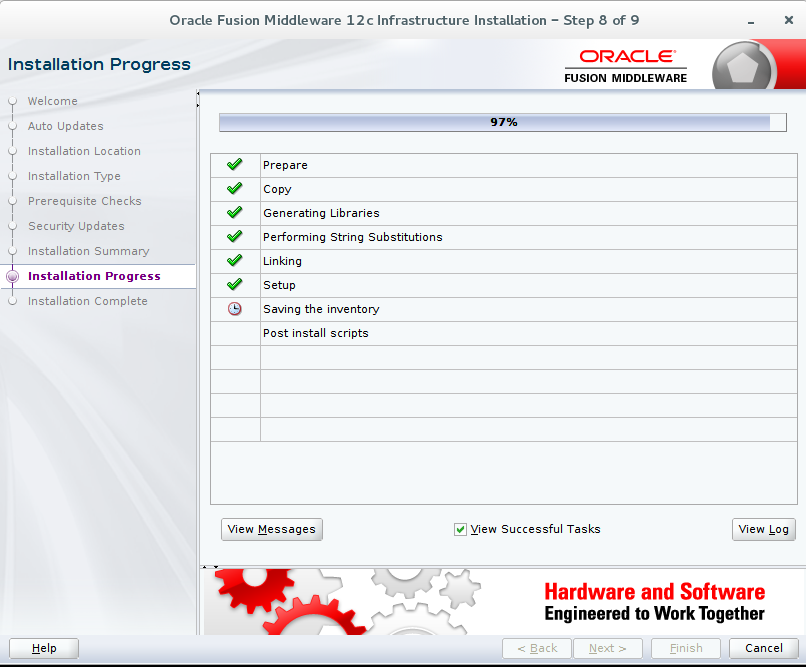 Oracle Fusion Middleware 12c Infrastructure Installation – Step 8 of 9
Installation Progress
ORACLE
FUSION MIDDLEWARE
Welcome
Auto Updates
Installation Location
Installation Type
Prerequisite Checks
Security Updates
Installation Summary
Installation Progress
Installation Complete
97%
Prepare
Copy
Generating Libraries
Performing String Substitutions
Linking
Setup
Saving the inventory
Post install scripts
View Messages
View Successful Tasks
View Log
Hardware and Software
Engineered to Work Together
Help
< Back
Next >
Finish
Cancel